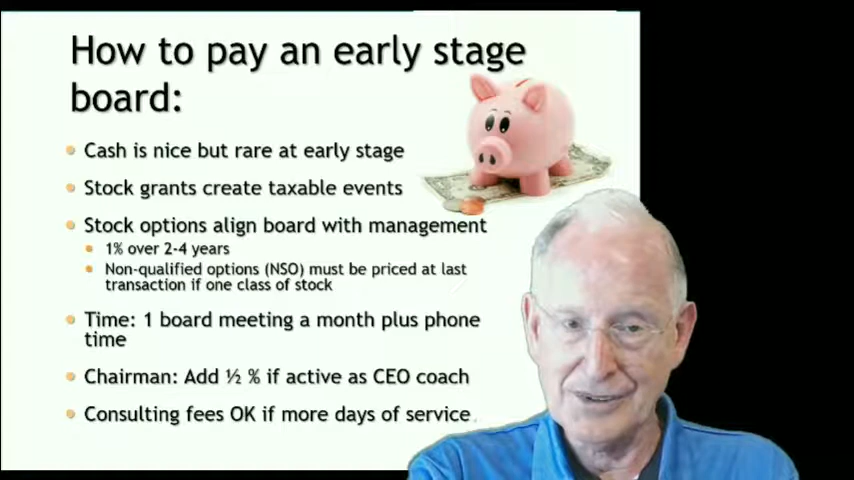 How to pay an early stage
board:
Cash is nice but rare at early stage
Stock grants create taxable events
Stock options align board with management
1% over 2-4 years
Non-qualified options (NSO) must be priced at last
transaction if one class of stock
Time: 1 board meeting a month plus phone
time
Chairman: Add ½ % if active as CEO coach
Consulting fees OK if more days of service